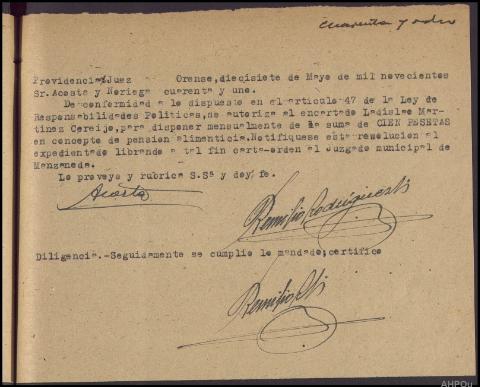 cuarenta y ocho
Providencia Juez Orense, diecisiete de Mayo de mil novecientos
Sr. Acosta y Noriega cuarenta y uno.
De conformidad a lo dispuesto en el articulo 47 de la Ley de
Responsabilidades Politicas, se autoriza al encartado Ladislao Mar-
tinez Cereijo, para disponer mensualmente de la suma de CIEN PESETAS
en concepto de pension alimenticia. Notifiquese esta resolucion al
expedientado librando a tal fin carta-orden al Juzgado municipal de
Manzaneda.
Lo proveyo y rubrica S.Sª y doy fe.
Acosta
Remilio Rodriguez
Diligencia.-Seguidamente se cumplio lo mandado; certifico
Remilio
AHPOu